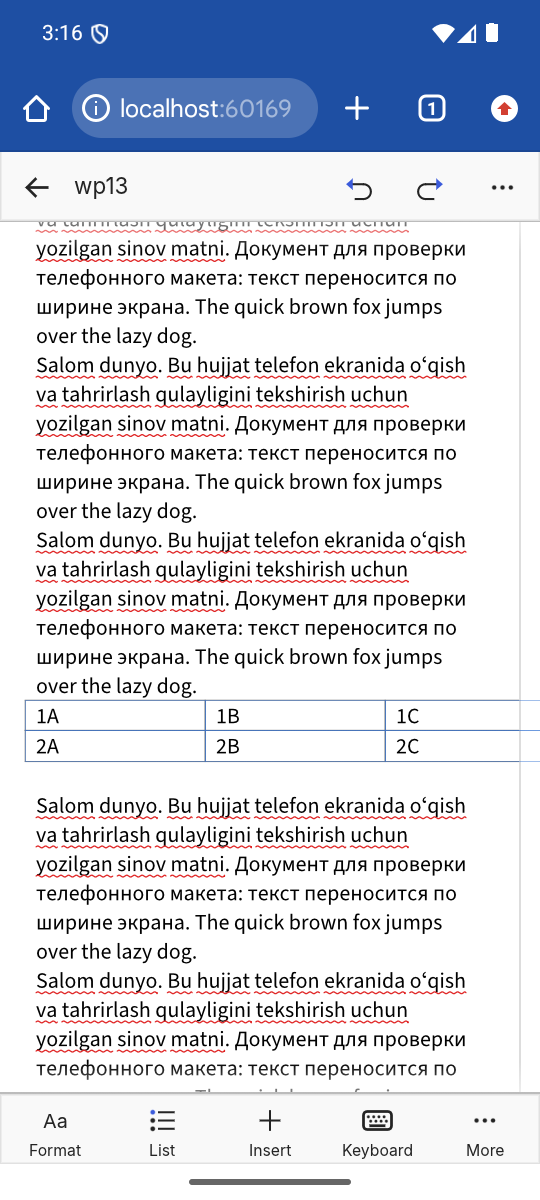 3:16
localhost:60169
1
wp13
va tahrirlash qulayligini tekshirish uchun
yozilgan sinov matni. Документ для проверки
телефонного макета: текст переносится по
ширине экрана. The quick brown fox jumps
over the lazy dog.
Salom dunyo. Bu hujjat telefon ekranida oʻqish
va tahrirlash qulayligini tekshirish uchun
yozilgan sinov matni. Документ для проверки
телефонного макета: текст переносится по
ширине экрана. The quick brown fox jumps
over the lazy dog.
Salom dunyo. Bu hujjat telefon ekranida oʻqish
va tahrirlash qulayligini tekshirish uchun
yozilgan sinov matni. Документ для проверки
телефонного макета: текст переносится по
ширине экрана. The quick brown fox jumps
over the lazy dog.
1A 1B 1C
2A 2B 2C
Salom dunyo. Bu hujjat telefon ekranida oʻqish
va tahrirlash qulayligini tekshirish uchun
yozilgan sinov matni. Документ для проверки
телефонного макета: текст переносится по
ширине экрана. The quick brown fox jumps
over the lazy dog.
Salom dunyo. Bu hujjat telefon ekranida oʻqish
va tahrirlash qulayligini tekshirish uchun
yozilgan sinov matni. Документ для проверки
телефонного макета: текст переносится по
Aa
Format List Insert Keyboard More